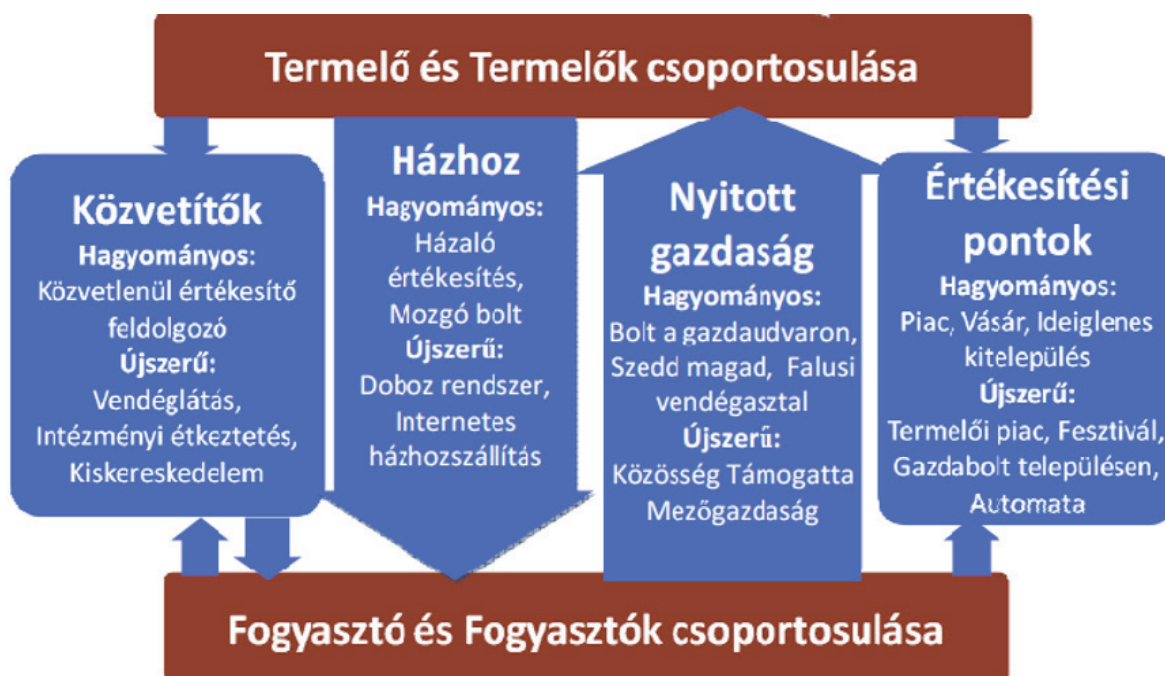 Termelő és Termelők csoportosulása
Közvetítők
Hagyományos:
Közvetlenül értékesítő
feldolgozó
Újszerű:
Vendéglátás,
Intézményi étkeztetés,
Kiskereskedelem
Házhoz
Hagyományos:
Házaló
értékesítés,
Mozgó bolt
Újszerű:
Doboz rendszer,
Internetes
házhozszállítás
Nyitott
gazdaság
Hagyományos:
Bolt a gazdaudvaron,
Szedd magad, Falusi
vendégasztal
Újszerű:
Közösség Támogatta
Mezőgazdaság
Értékesítési
pontok
Hagyományos:
Piac, Vásár, Ideiglenes
kitelepülés
Újszerű:
Termelői piac, Fesztivál,
Gazdabolt településen,
Automata
Fogyasztó és Fogyasztók csoportosulása